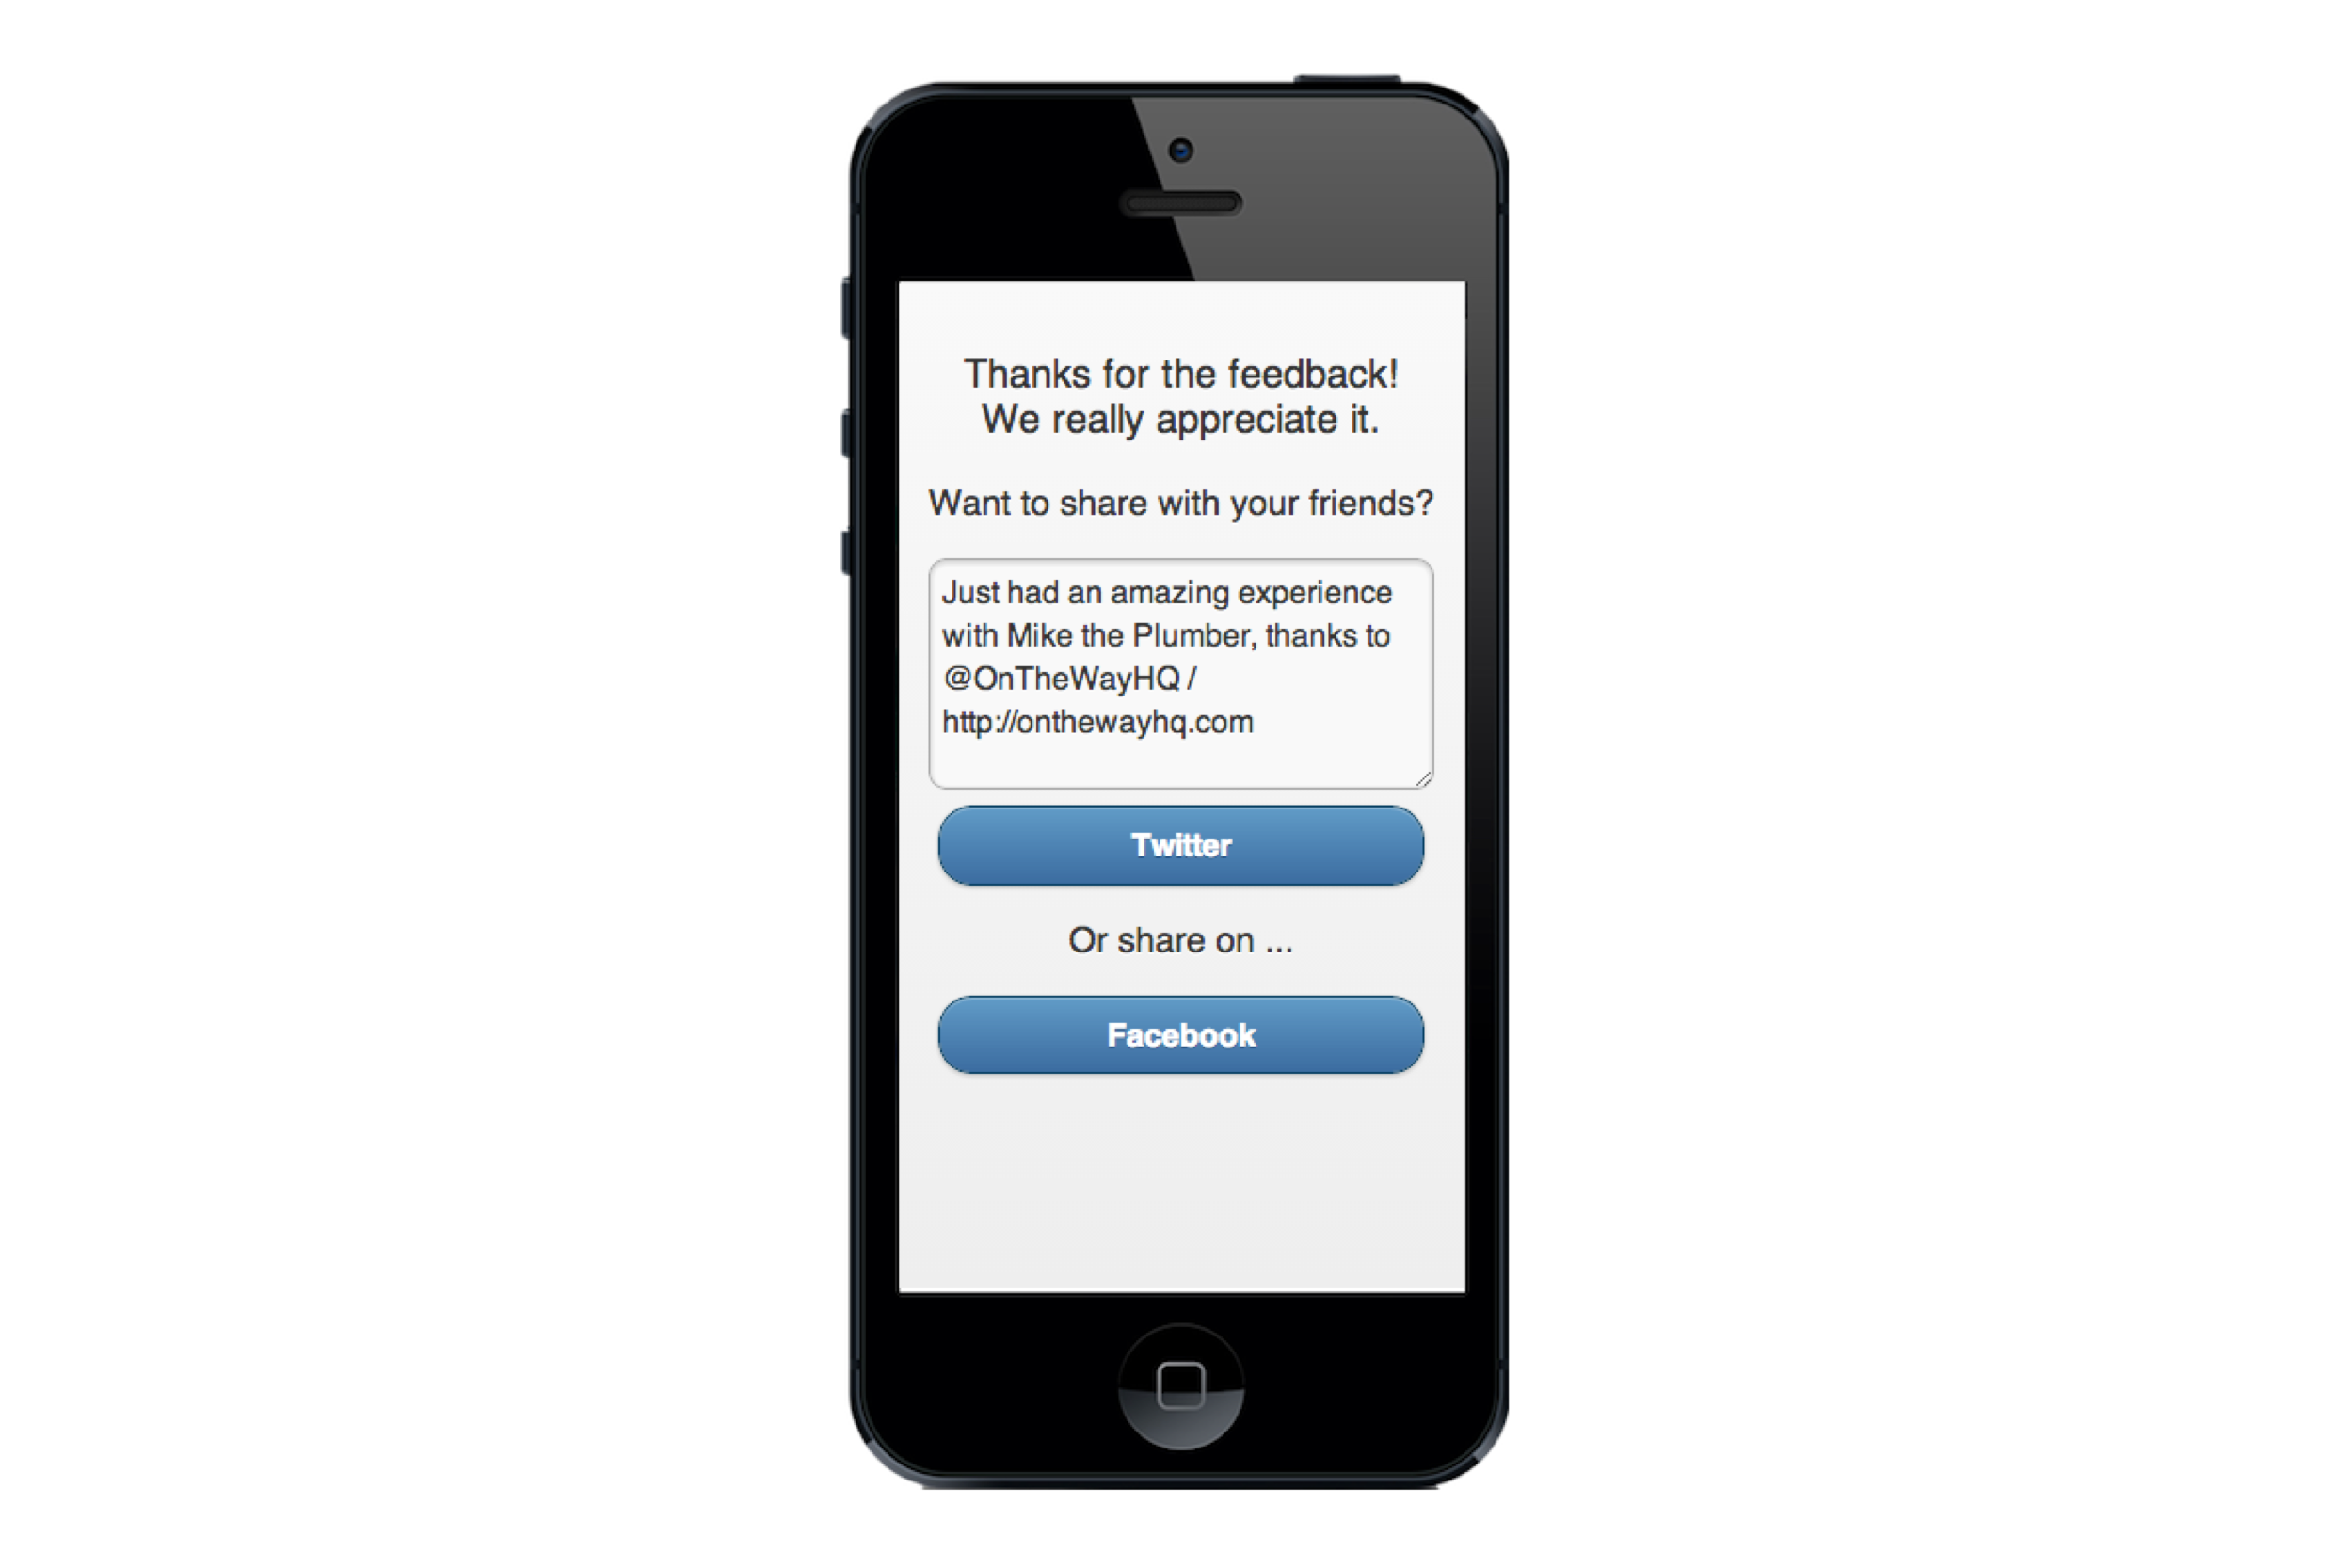 Thanks for the feedback!
We really appreciate it.
Want to share with your friends?
Just had an amazing experience
with Mike the Plumber, thanks to
@OnTheWayHQ /
http://onthewayhq.com
Twitter
Or share on ...
Facebook